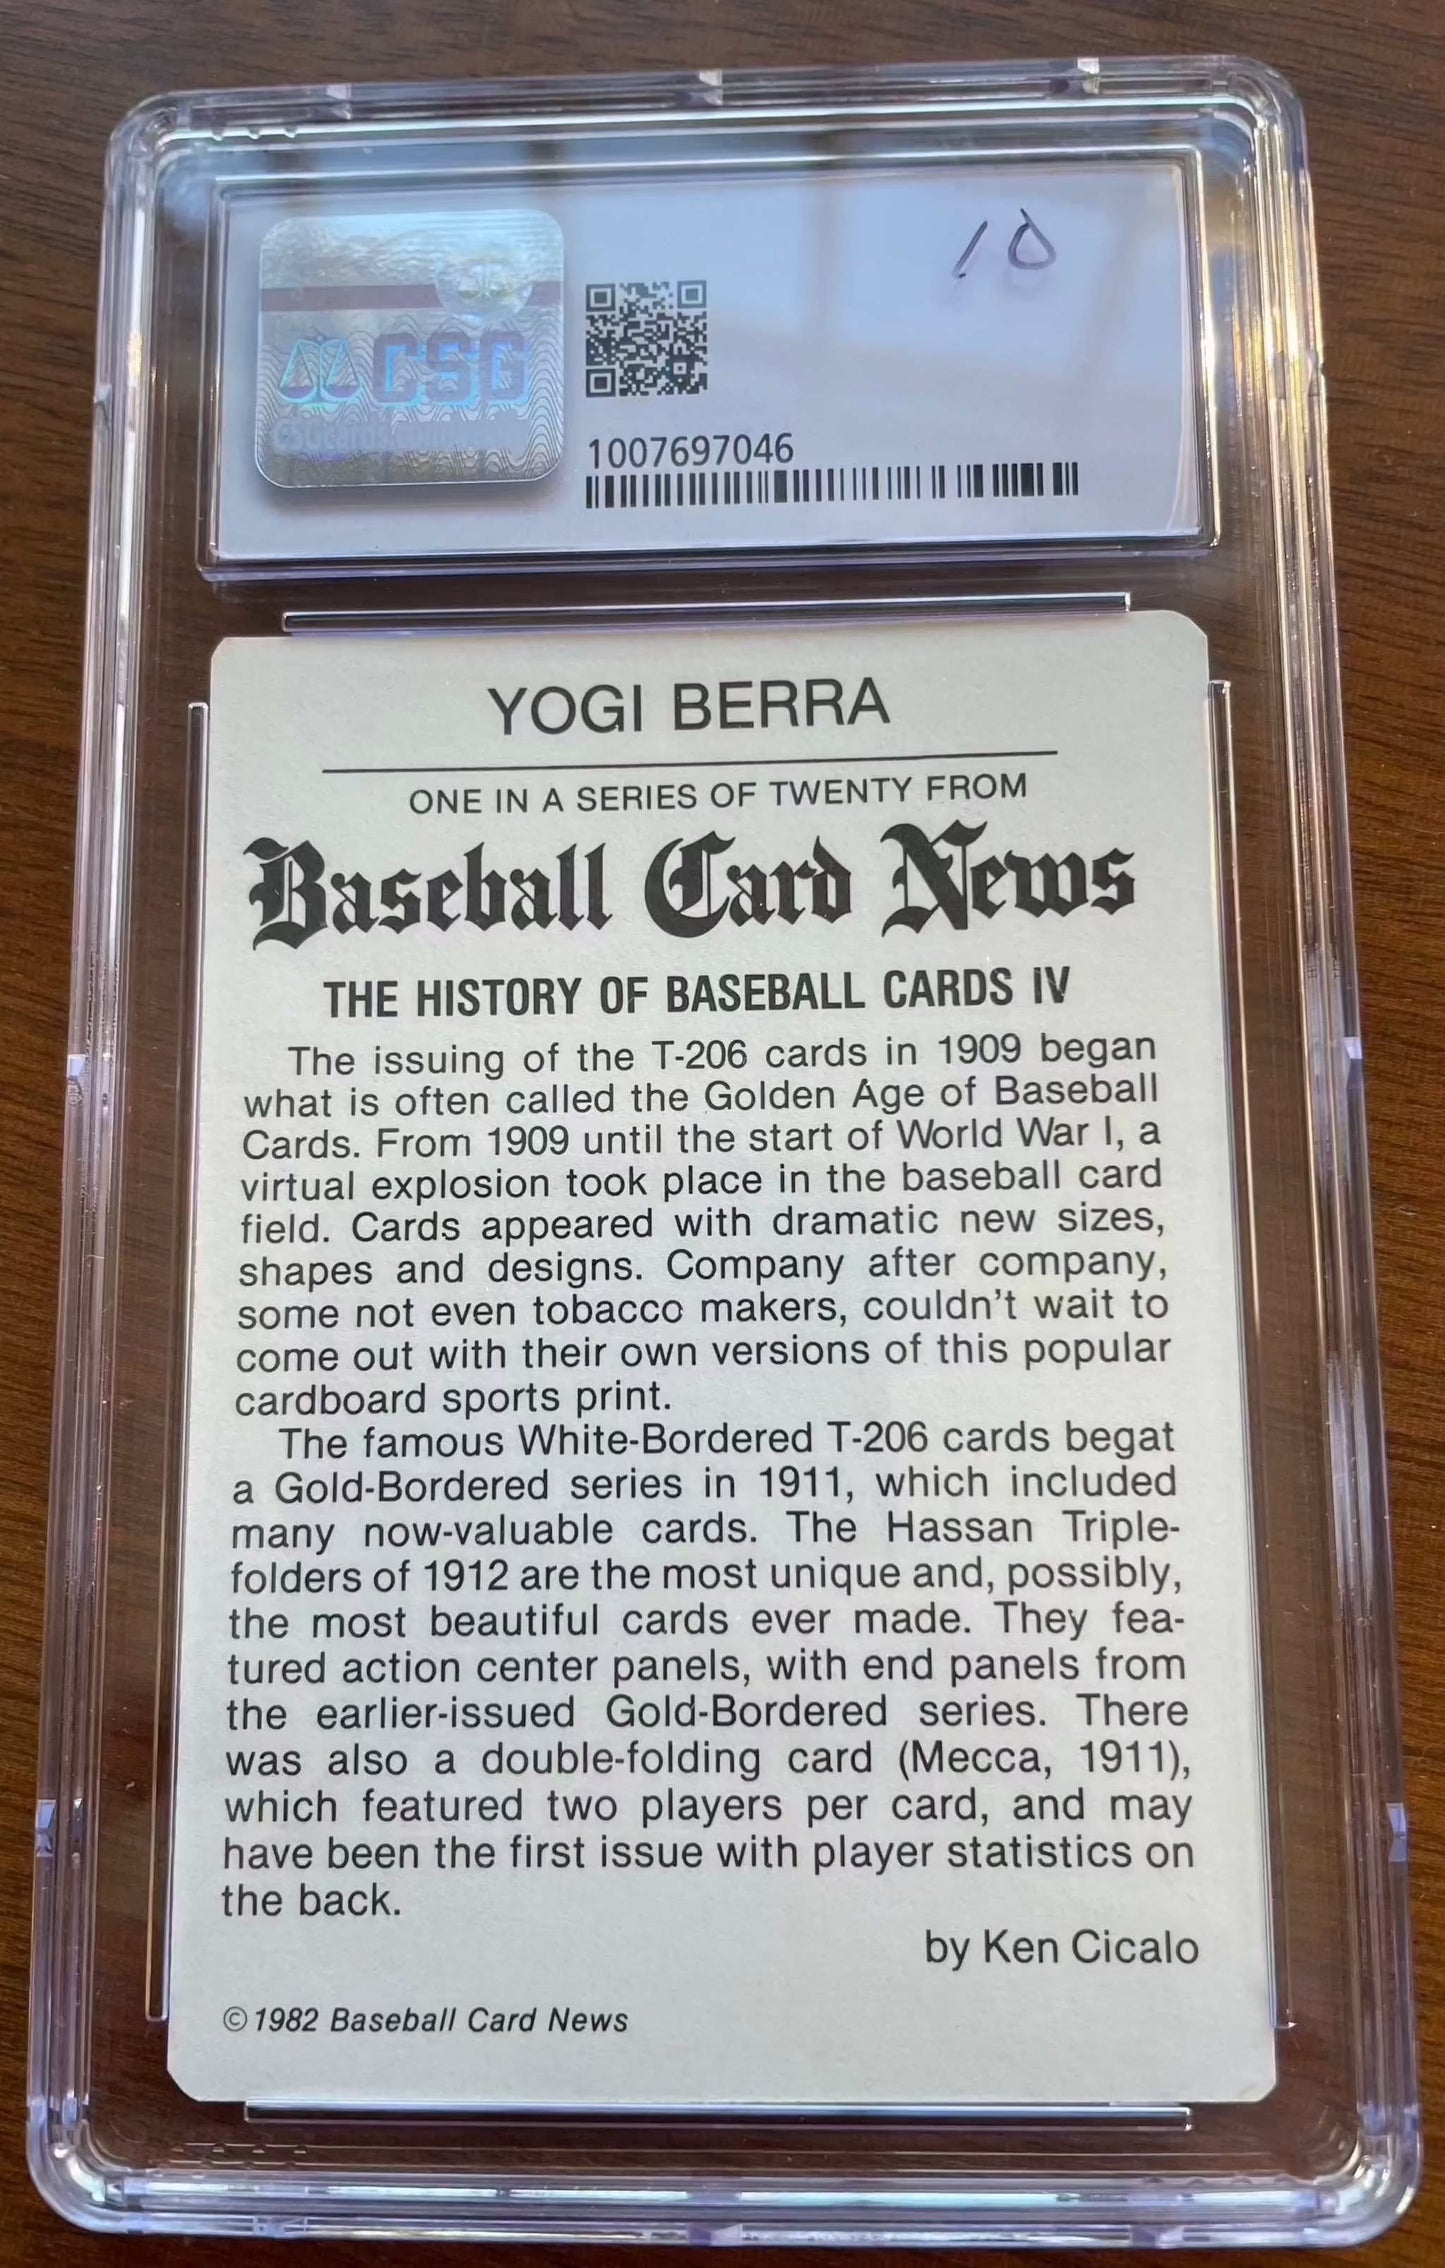 10
CSG
1007697046
YOGI BERRA
ONE IN A SERIES OF TWENTY FROM
Baseball Card News
THE HISTORY OF BASEBALL CARDS IV
The issuing of the T-206 cards in 1909 began
what is often called the Golden Age of Baseball
Cards. From 1909 until the start of World War I, a
virtual explosion took place in the baseball card
field. Cards appeared with dramatic new sizes,
shapes and designs. Company after company,
some not even tobacco makers, couldn't wait to
come out with their own versions of this popular
cardboard sports print.
The famous White-Bordered T-206 cards begat
a Gold-Bordered series in 1911, which included
many now-valuable cards. The Hassan Triple-
folders of 1912 are the most unique and, possibly,
the most beautiful cards ever made. They fea-
tured action center panels, with end panels from
the earlier-issued Gold-Bordered series. There
was also a double-folding card (Mecca, 1911),
which featured two players per card, and may
have been the first issue with player statistics on
the back.
by Ken Cicalo
©1982 Baseball Card News